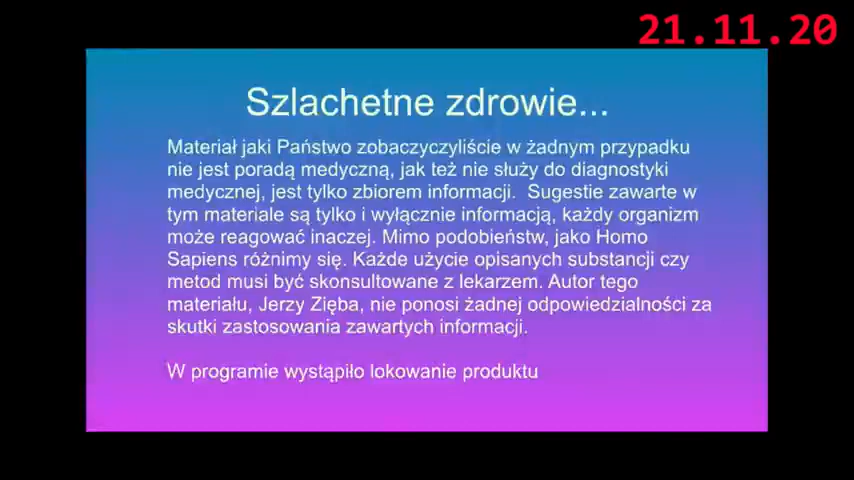 21.11.20
Szlachetne zdrowie...
Materiał jaki Państwo zobaczyczyliście w żadnym przypadku
nie jest poradą medyczną, jak też nie służy do diagnostyki
medycznej, jest tylko zbiorem informacji. Sugestie zawarte w
tym materiale są tylko i wyłącznie informacją, każdy organizm
może reagować inaczej. Mimo podobieństw, jako Homo
Sapiens różnimy się. Każde użycie opisanych substancji czy
metod musi być skonsultowane z lekarzem. Autor tego
materiału, Jerzy Zięba, nie ponosi żadnej odpowiedzialności za
skutki zastosowania zawartych informacji.
W programie wystąpiło lokowanie produktu